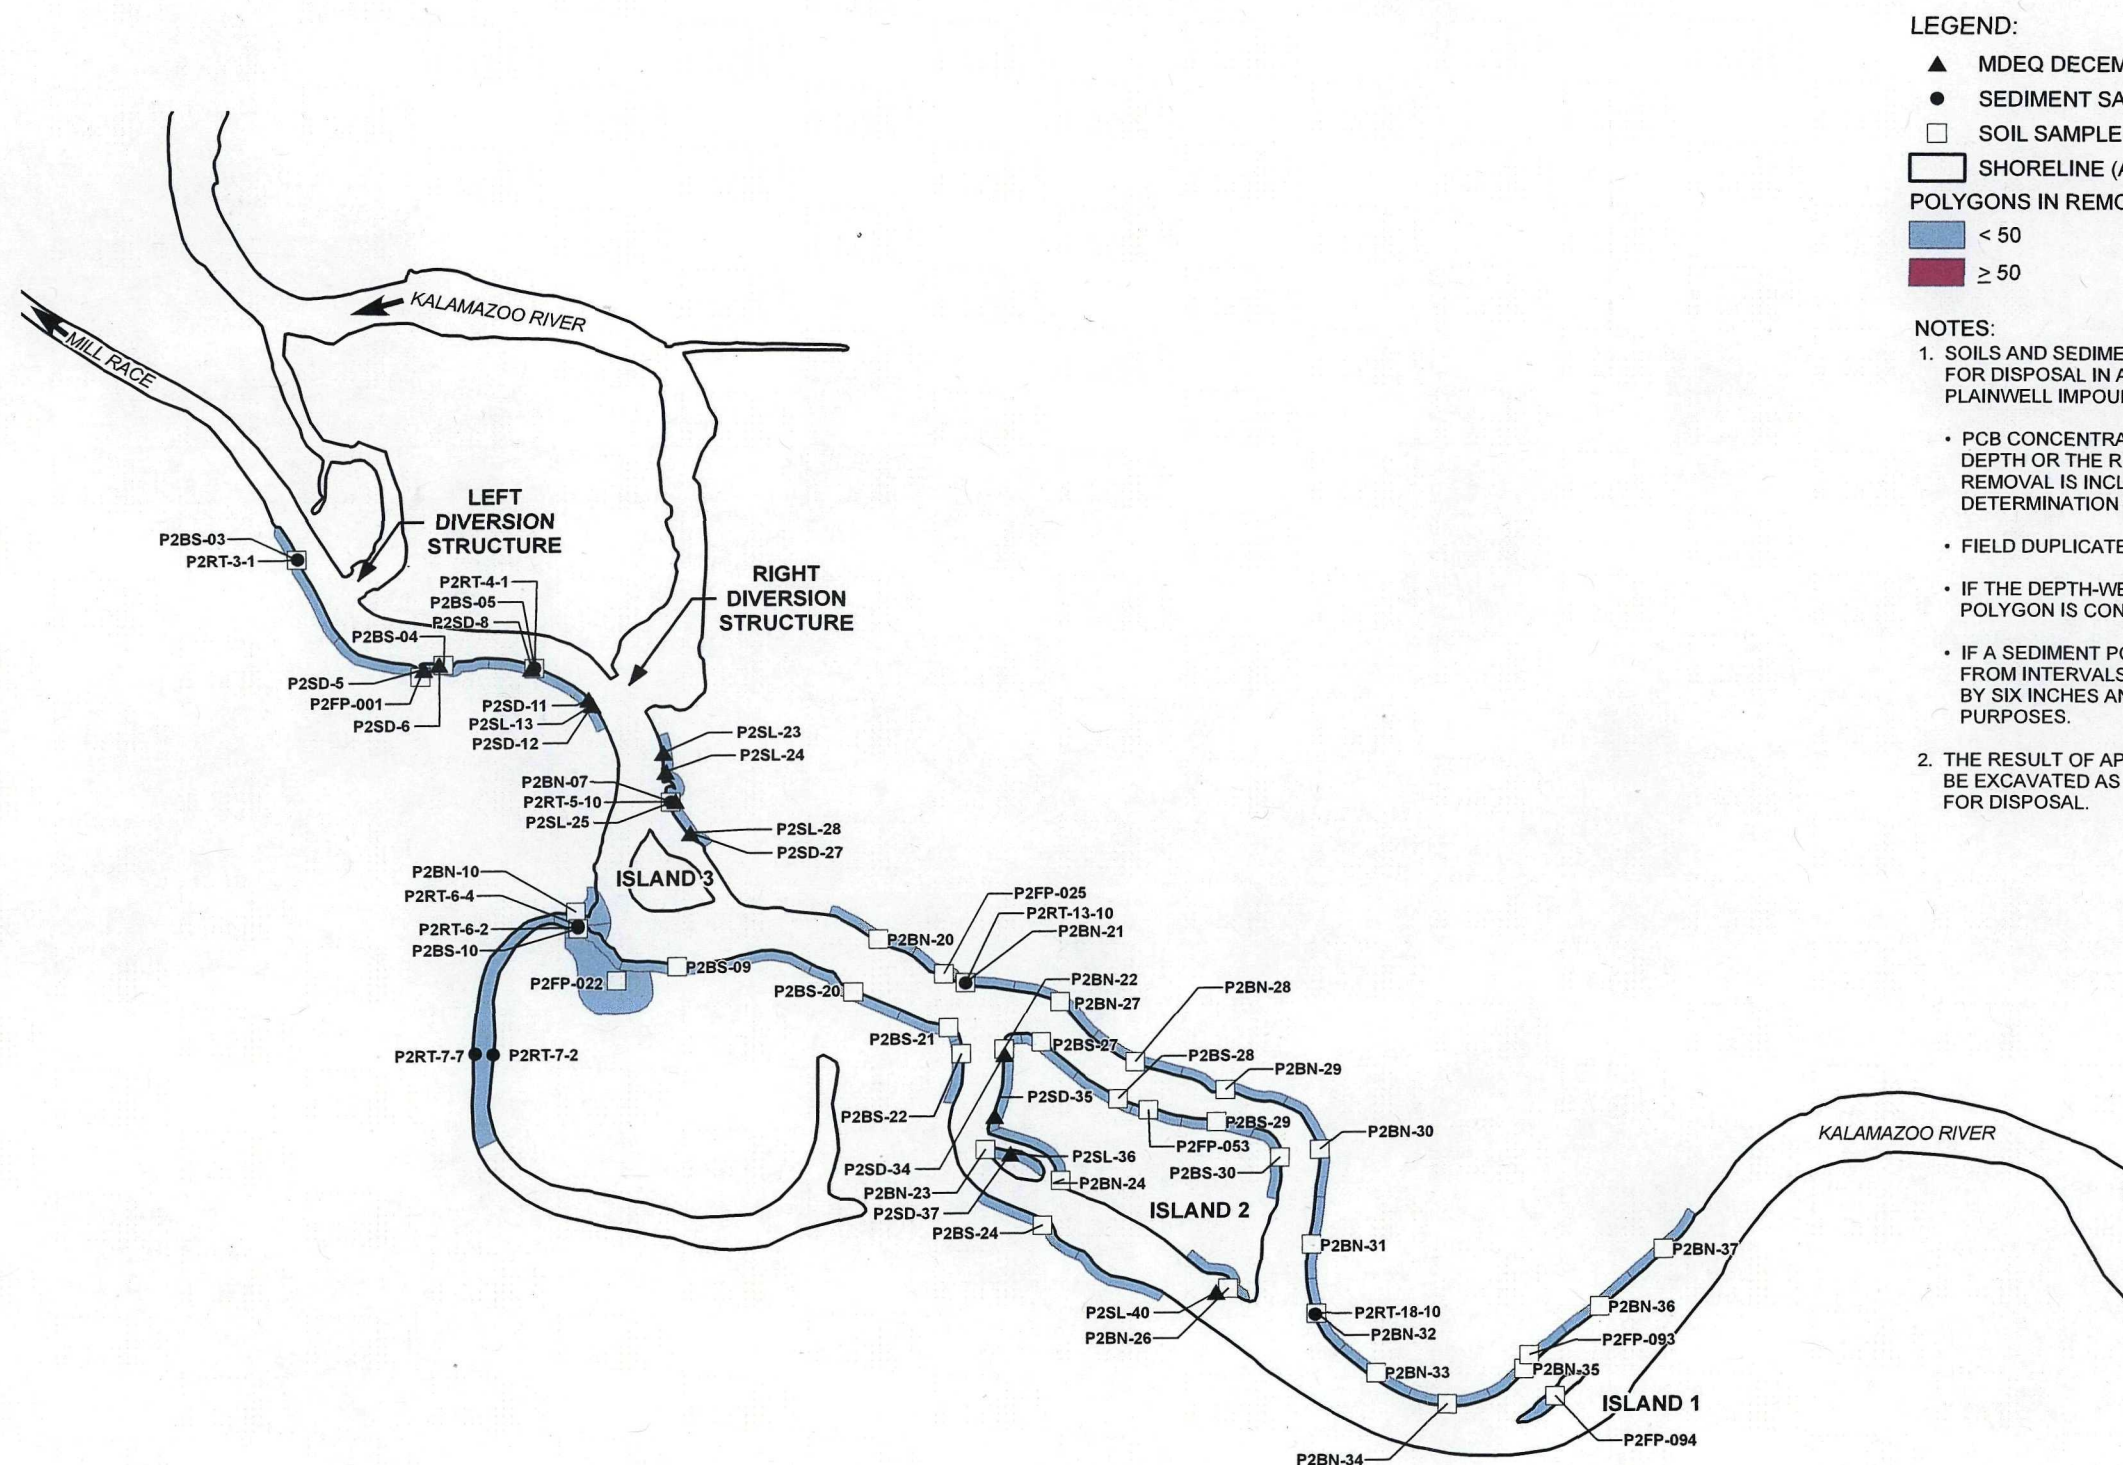 LEGEND:
MDEQ DECEM
SEDIMENT SA
SOIL SAMPLE
SHORELINE (A
POLYGONS IN REMO
< 50
≥ 50
NOTES:
1. SOILS AND SEDIME
FOR DISPOSAL IN A
PLAINWELL IMPOU
• PCB CONCENTRA
DEPTH OR THE R
REMOVAL IS INCL
DETERMINATION
• FIELD DUPLICATE
• IF THE DEPTH-WE
POLYGON IS CON
• IF A SEDIMENT PO
FROM INTERVALS
BY SIX INCHES AN
PURPOSES.
2. THE RESULT OF AP
BE EXCAVATED AS
FOR DISPOSAL.
KALAMAZOO RIVER
MILL RACE
LEFT
DIVERSION
STRUCTURE
P2BS-03
P2RT-3-1
RIGHT
DIVERSION
STRUCTURE
P2RT-4-1
P2BS-05
P2SD-8
P2BS-04
P2SD-5
P2FP-001
P2SD-6
P2SD-11
P2SL-13
P2SD-12
P2SL-23
P2SL-24
P2BN-07
P2RT-5-10
P2SL-25
P2SL-28
P2SD-27
ISLAND 3
P2BN-10
P2RT-6-4
P2RT-6-2
P2BS-10
P2FP-022
P2BS-09
P2FP-025
P2RT-13-10
P2BN-21
P2BN-20
P2BS-20
P2BN-22
P2BN-28
P2BN-27
P2BS-21
P2BS-27
P2RT-7-7
P2RT-7-2
P2BS-28
P2BN-29
P2SD-35
P2BS-22
P2BS-29
P2BN-30
P2FP-053
P2SL-36
P2SD-34
P2BS-30
P2BN-24
P2BN-23
P2SD-37
ISLAND 2
P2BS-24
P2BN-31
P2BN-37
KALAMAZOO RIVER
P2SL-40
P2BN-26
P2RT-18-10
P2BN-32
P2BN-36
P2FP-093
P2BN-33
P2BN-35
ISLAND 1
P2FP-094
P2BN-34